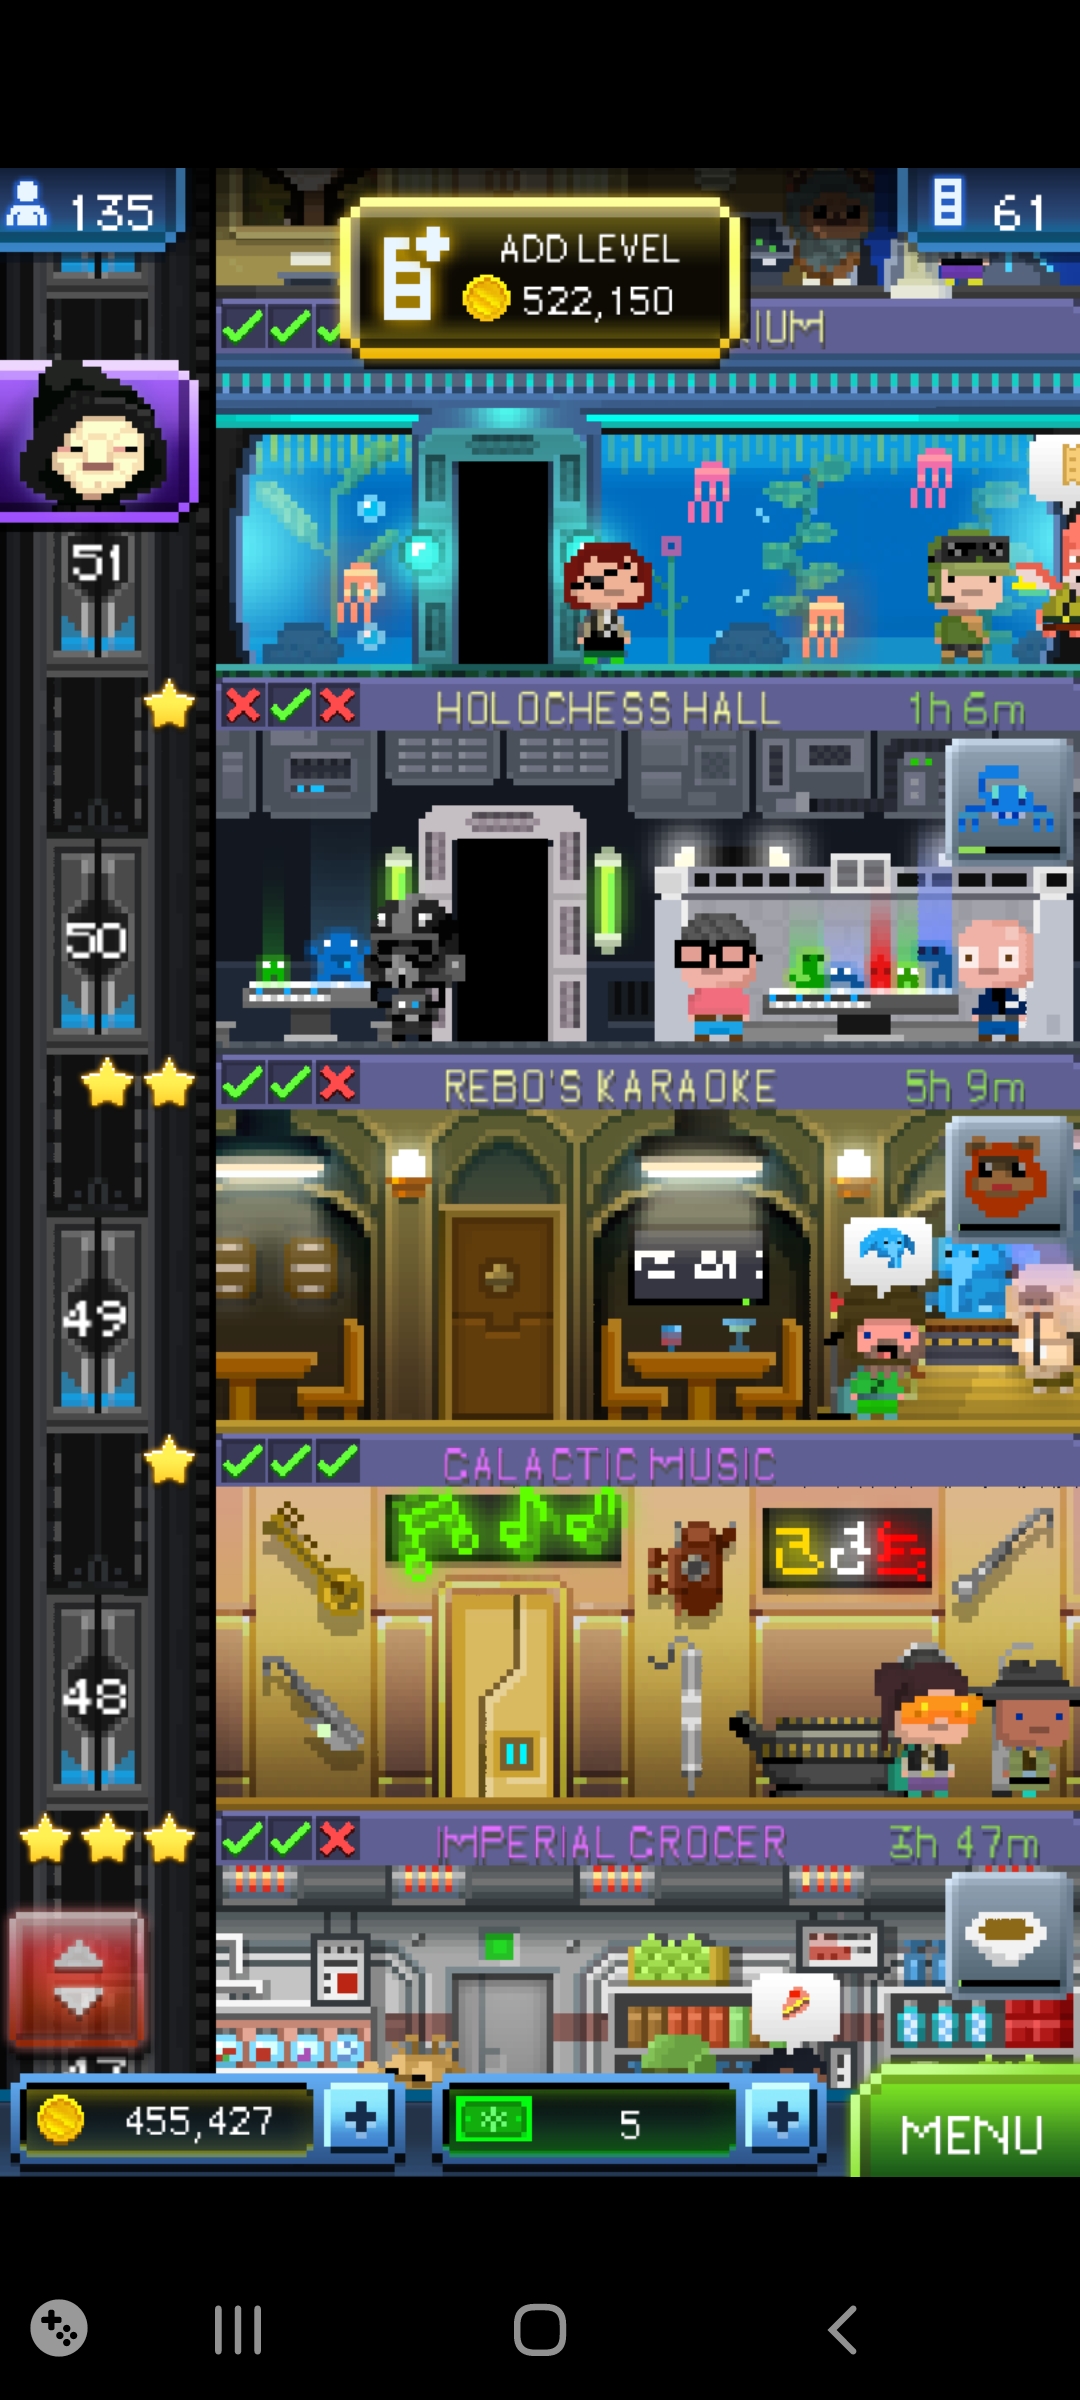 135
ADD LEVEL
522,150
61
IUM
51
HOLOCHESS HALL
1h 6m
50
REBO'S KARAOKE
5h 9m
49
GALACTIC MUSIC
48
IMPERIAL GROCER
3h 47m
455,427
5
MENU